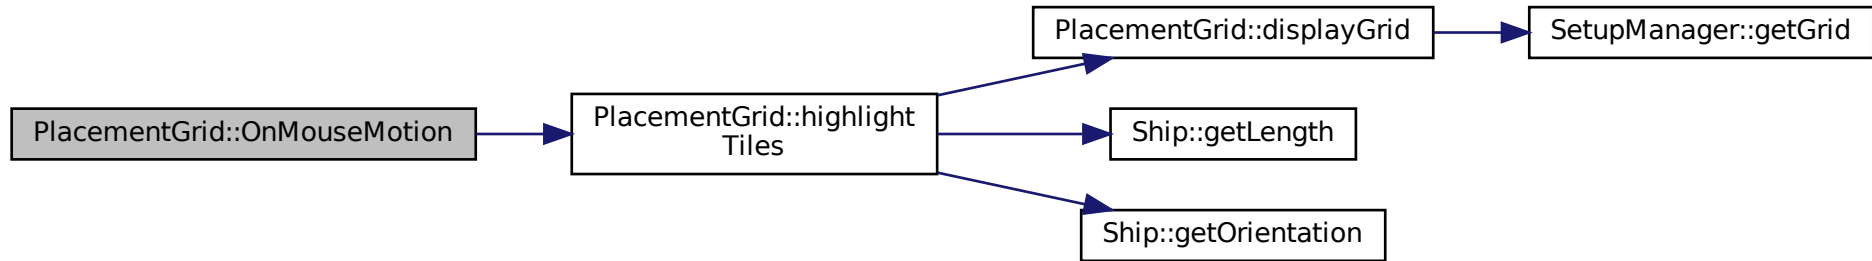 PlacementGrid::OnMouseMotion
PlacementGrid::highlight
Tiles
PlacementGrid::displayGrid
SetupManager::getGrid
Ship::getLength
Ship::getOrientation